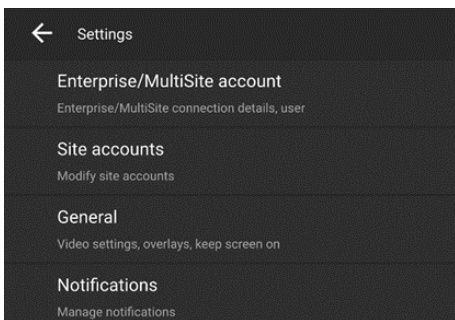 Settings
Enterprise/MultiSite account
Enterprise/MultiSite connection details, user
Site accounts
Modify site accounts
General
Video settings, overlays, keep screen on
Notifications
Manage notifications